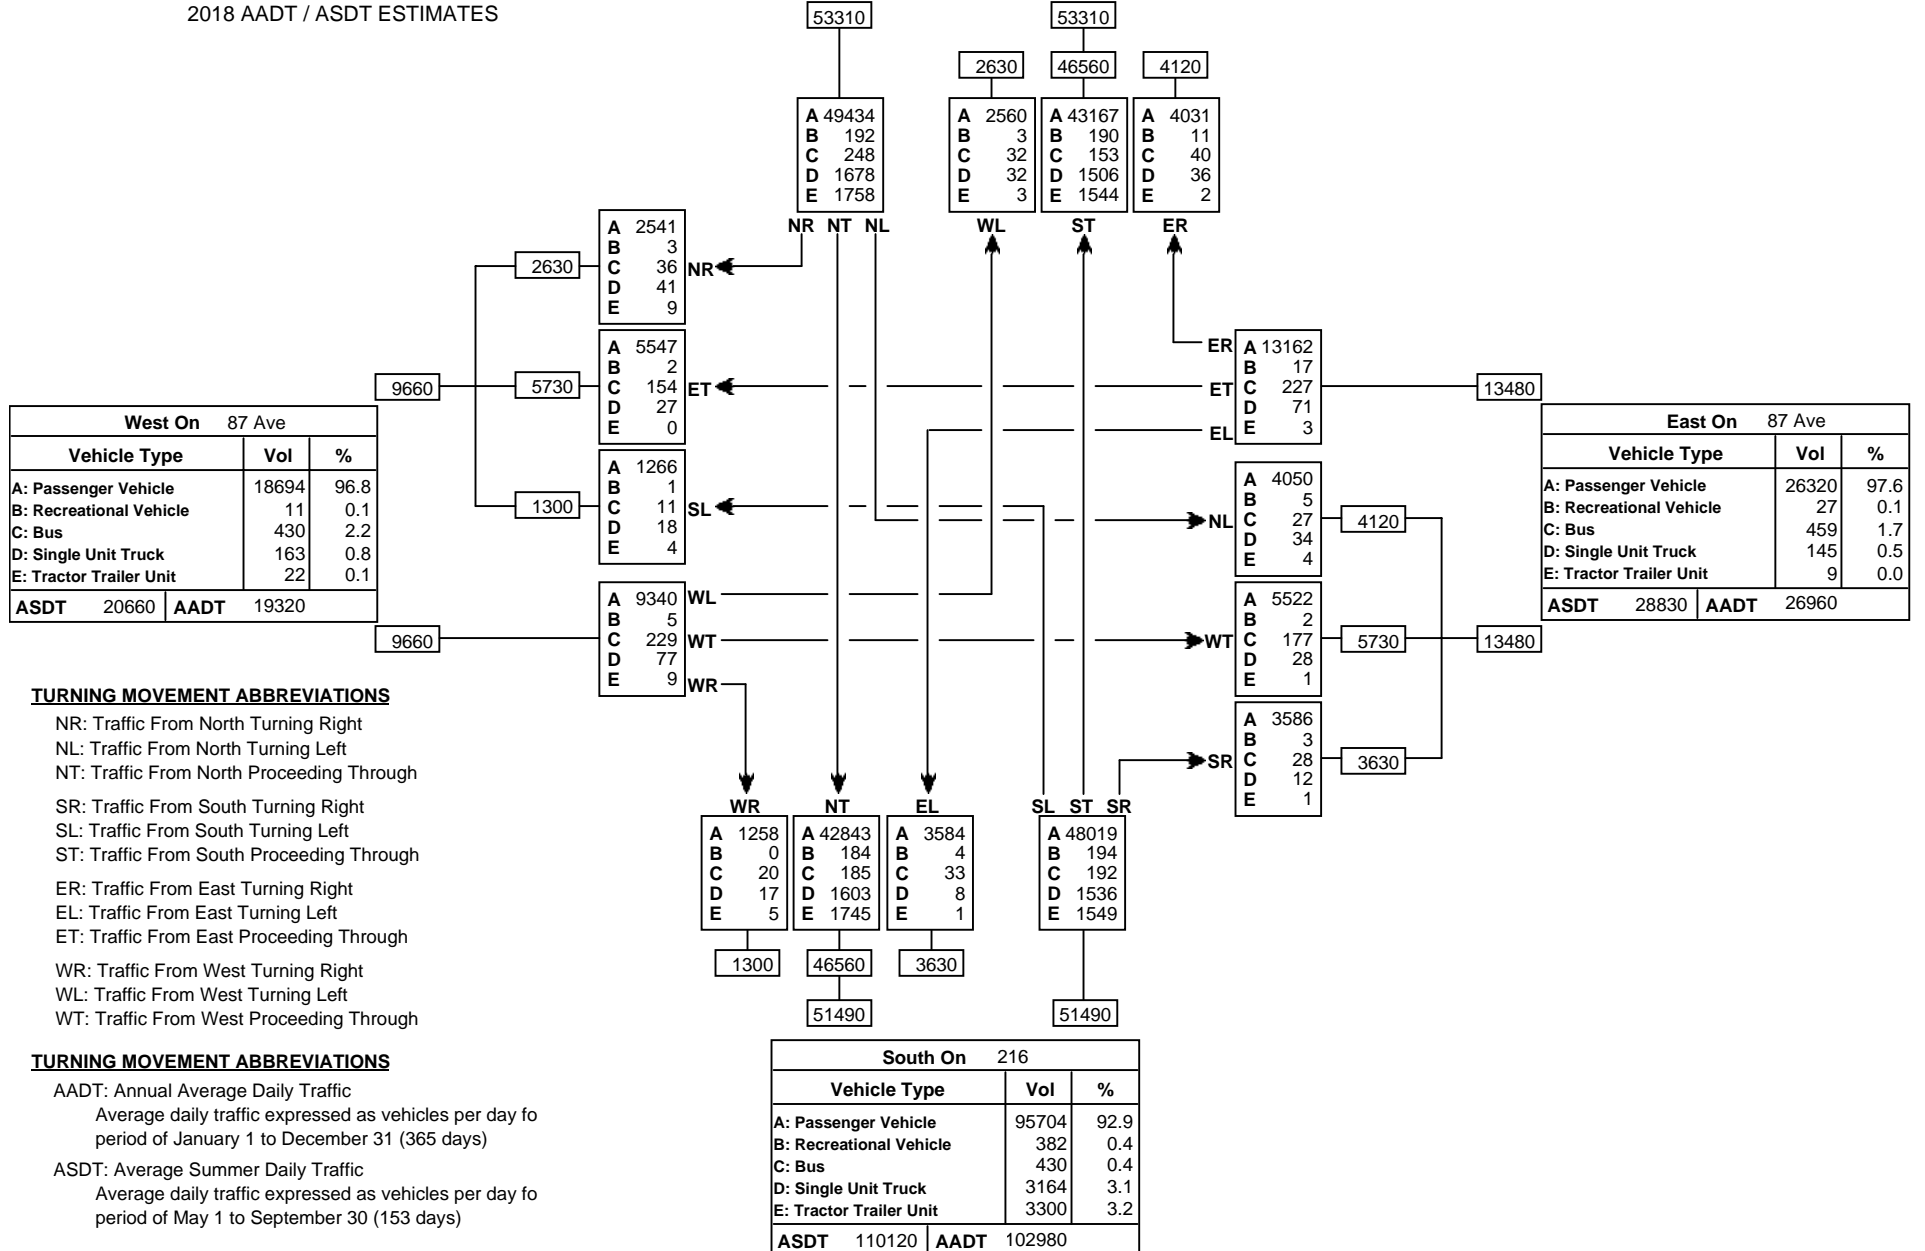 2018 AADT / ASDT ESTIMATES
53310
53310
2630
46560
4120
A 49434
B 192
C 248
D 1678
E 1758
A 2560
B 3
C 32
D 32
E 3
A 43167
B 190
C 153
D 1506
E 1544
A 4031
B 11
C 40
D 36
E 2
NR NT NL
WL
ST
ER
2630
A 2541
B 3
C 36
D 41
E 9
NR
9660
5730
A 5547
B 2
C 154
D 27
E 0
ET
1300
A 1266
B 1
C 11
D 18
E 4
SL
ER
ET
EL
A 13162
B 17
C 227
D 71
E 3
13480
West On 87 Ave
Vehicle Type Vol %
A: Passenger Vehicle 18694 96.8
B: Recreational Vehicle 11 0.1
C: Bus 430 2.2
D: Single Unit Truck 163 0.8
E: Tractor Trailer Unit 22 0.1
ASDT 20660 AADT 19320
East On 87 Ave
Vehicle Type Vol %
A: Passenger Vehicle 26320 97.6
B: Recreational Vehicle 27 0.1
C: Bus 459 1.7
D: Single Unit Truck 145 0.5
E: Tractor Trailer Unit 9 0.0
ASDT 28830 AADT 26960
NL
A 4050
B 5
C 27
D 34
E 4
4120
9660
A 9340
B 5
C 229
D 77
E 9
WL
WT
WR
WT
A 5522
B 2
C 177
D 28
E 1
5730
13480
SR
A 3586
B 3
C 28
D 12
E 1
3630
TURNING MOVEMENT ABBREVIATIONS
NR: Traffic From North Turning Right
NL: Traffic From North Turning Left
NT: Traffic From North Proceeding Through
SR: Traffic From South Turning Right
SL: Traffic From South Turning Left
ST: Traffic From South Proceeding Through
ER: Traffic From East Turning Right
EL: Traffic From East Turning Left
ET: Traffic From East Proceeding Through
WR: Traffic From West Turning Right
WL: Traffic From West Turning Left
WT: Traffic From West Proceeding Through
TURNING MOVEMENT ABBREVIATIONS
AADT: Annual Average Daily Traffic
Average daily traffic expressed as vehicles per day fo
period of January 1 to December 31 (365 days)
ASDT: Average Summer Daily Traffic
Average daily traffic expressed as vehicles per day fo
period of May 1 to September 30 (153 days)
WR
NT
EL
SL ST SR
A 1258
B 0
C 20
D 17
E 5
A 42843
B 184
C 185
D 1603
E 1745
A 3584
B 4
C 33
D 8
E 1
A 48019
B 194
C 192
D 1536
E 1549
1300
46560
3630
51490
51490
South On 216
Vehicle Type Vol %
A: Passenger Vehicle 95704 92.9
B: Recreational Vehicle 382 0.4
C: Bus 430 0.4
D: Single Unit Truck 3164 3.1
E: Tractor Trailer Unit 3300 3.2
ASDT 110120 AADT 102980